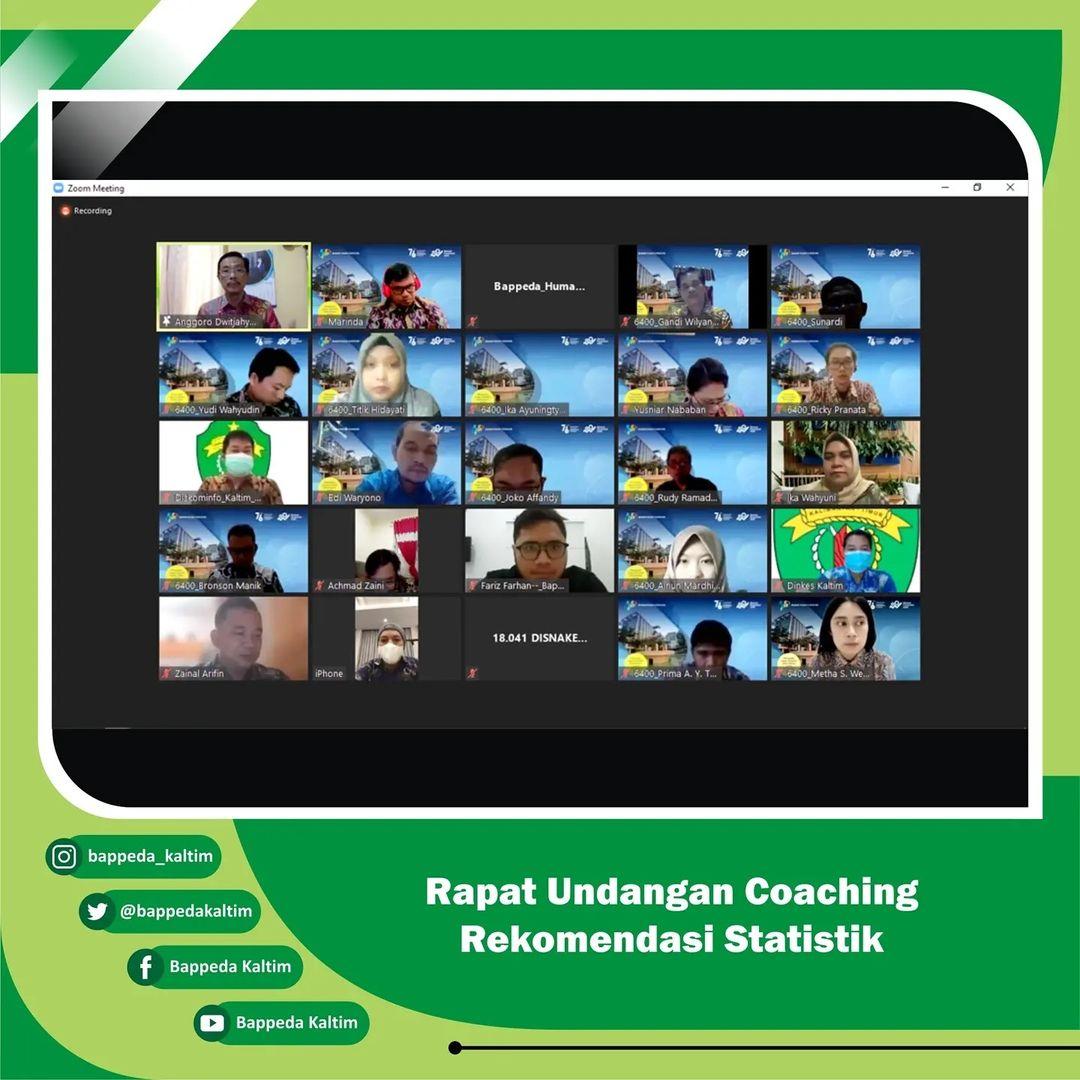 Zoom Meeting
Recording
Anggoro Dwitjahy...
Marinda
Bappeda_Huma...
6400_Gandi Wilyan...
6400_Sunardi
6400_Yudi Wahyudin
6400_Titik Hidayati
6400_Ika Ayuningty...
Yusniar Nababan
6400_Ricky Pranata
Diskominfo_Kaltim_...
Edi Waryono
6400_Joko Affandy
6400_Rudy Ramad...
Ika Wahyuni
6400_Bronson Manik
Achmad Zaini
Fariz Farhan--_Bap...
6400_Ainun Mardhi...
Dinkes Kaltim
Zainal Arifin
iPhone
18.041 DISNAKE...
6400_Prima A. Y. T...
6400_Metha S. We...
bappeda_kaltim
@bappedakaltim
Bappeda Kaltim
Bappeda Kaltim
Rapat Undangan Coaching
Rekomendasi Statistik